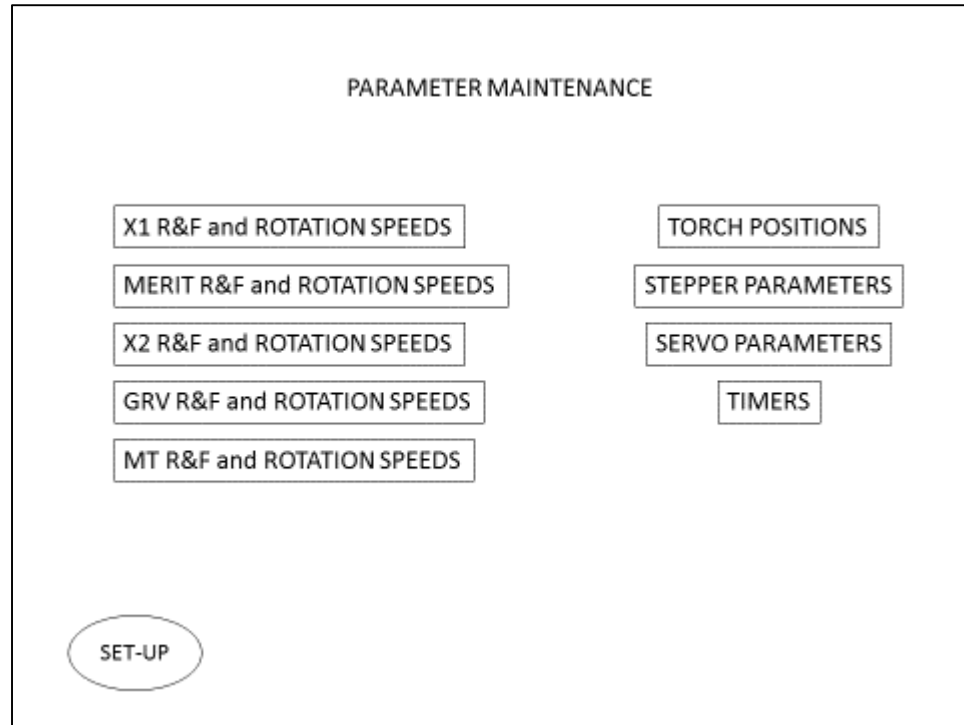 PARAMETER MAINTENANCE
X1 R&F and ROTATION SPEEDS
MERIT R&F and ROTATION SPEEDS
X2 R&F and ROTATION SPEEDS
GRV R&F and ROTATION SPEEDS
MT R&F and ROTATION SPEEDS
TORCH POSITIONS
STEPPER PARAMETERS
SERVO PARAMETERS
TIMERS
SET-UP